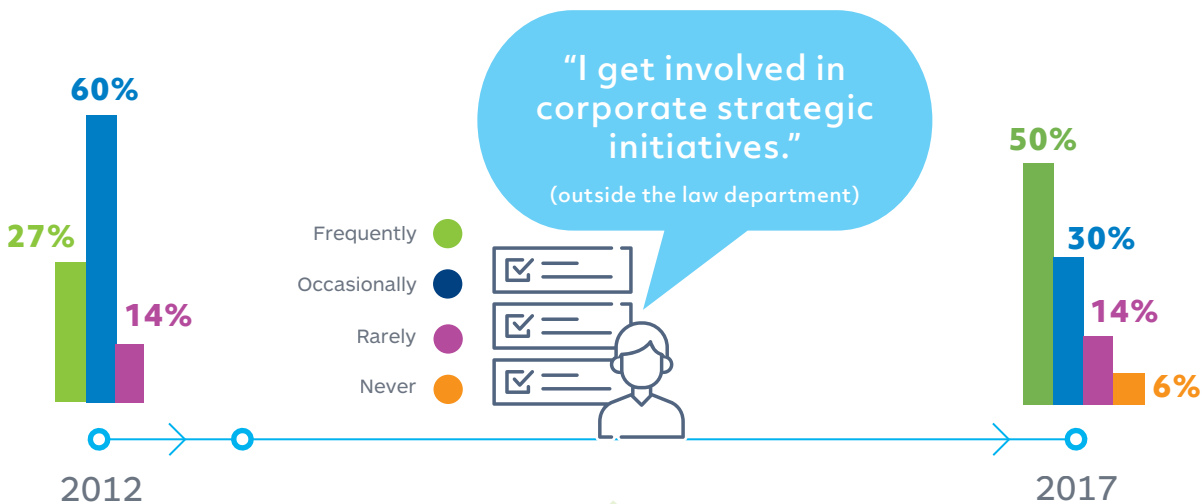 “I get involved in
corporate strategic
initiatives.”
(outside the law department)
60%
27%
14%
Frequently
Occasionally
Rarely
Never
50%
30%
14%
6%
2012
2017